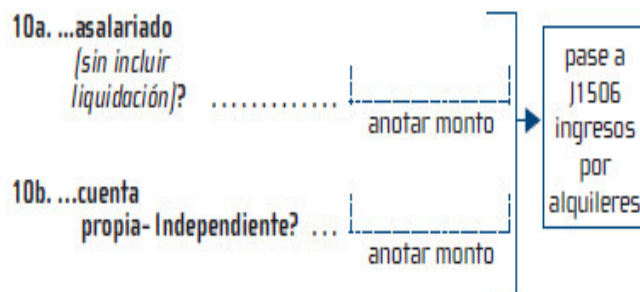 10a. ...asalariado
(sin incluir
liquidación)? .............
anotar monto
10b. ...cuenta
propia- Independiente? ...
anotar monto
pase a
J1506
ingresos
por
alquileres